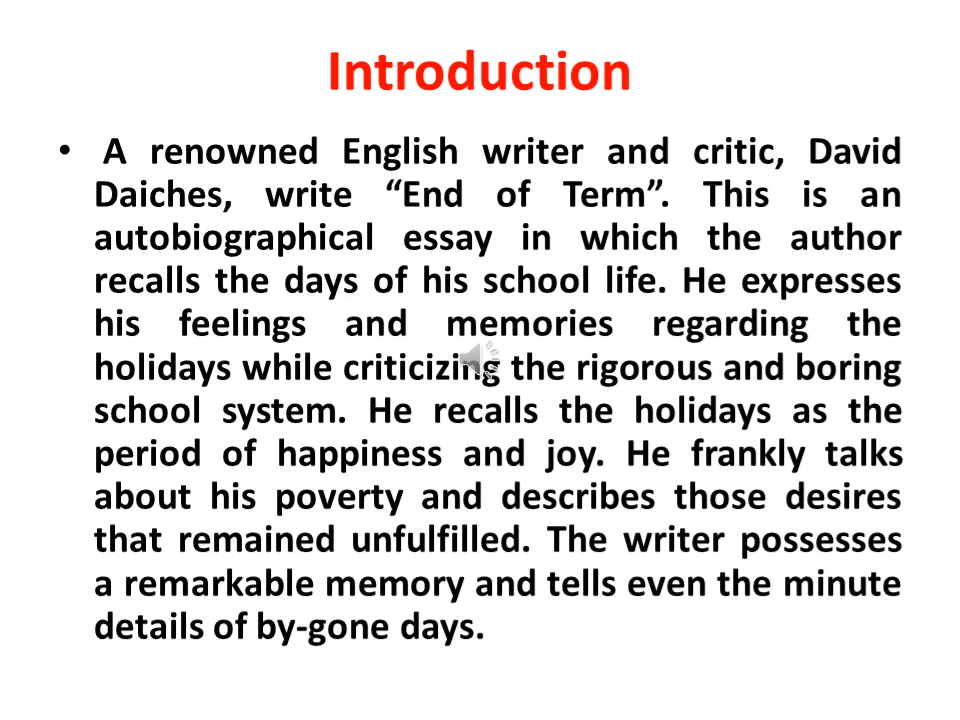 Introduction
• A renowned English writer and critic, David
Daiches, write “End of Term”. This is an
autobiographical essay in which the author
recalls the days of his school life. He expresses
his feelings and memories regarding the
holidays while criticizing the rigorous and boring
school system. He recalls the holidays as the
period of happiness and joy. He frankly talks
about his poverty and describes those desires
that remained unfulfilled. The writer possesses
a remarkable memory and tells even the minute
details of by-gone days.